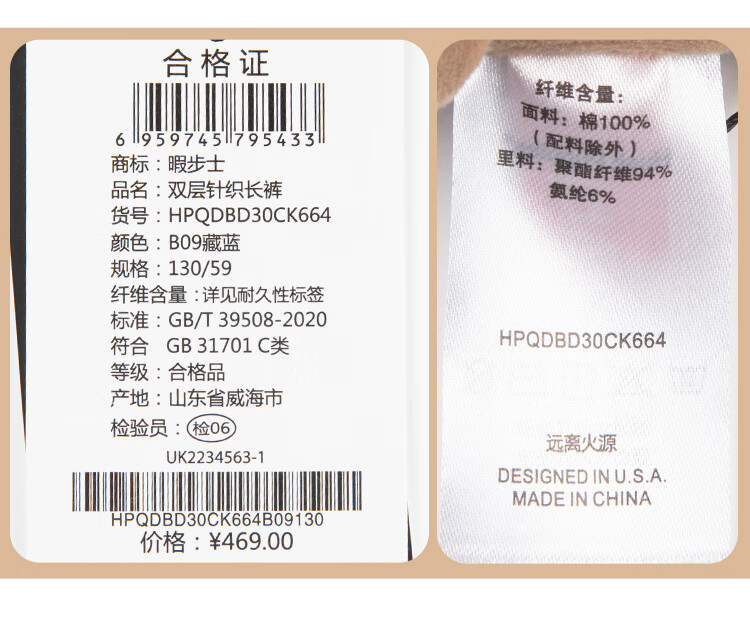 合格证
6 959745 795433
商标：暇步士
品名：双层针织长裤
货号：HPQDBD30CK664
颜色：B09藏蓝
规格：130/59
纤维含量：详见耐久性标签
标准：GB/T 39508-2020
符合 GB 31701 C类
等级：合格品
产地：山东省威海市
检验员：检06
UK2234563-1
HPQDBD30CK664B09130
价格：¥469.00
纤维含量：
面料：棉100%
（配料除外）
里料：聚酯纤维94%
氨纶6%
HPQDBD30CK664
远离火源
DESIGNED IN U.S.A.
MADE IN CHINA